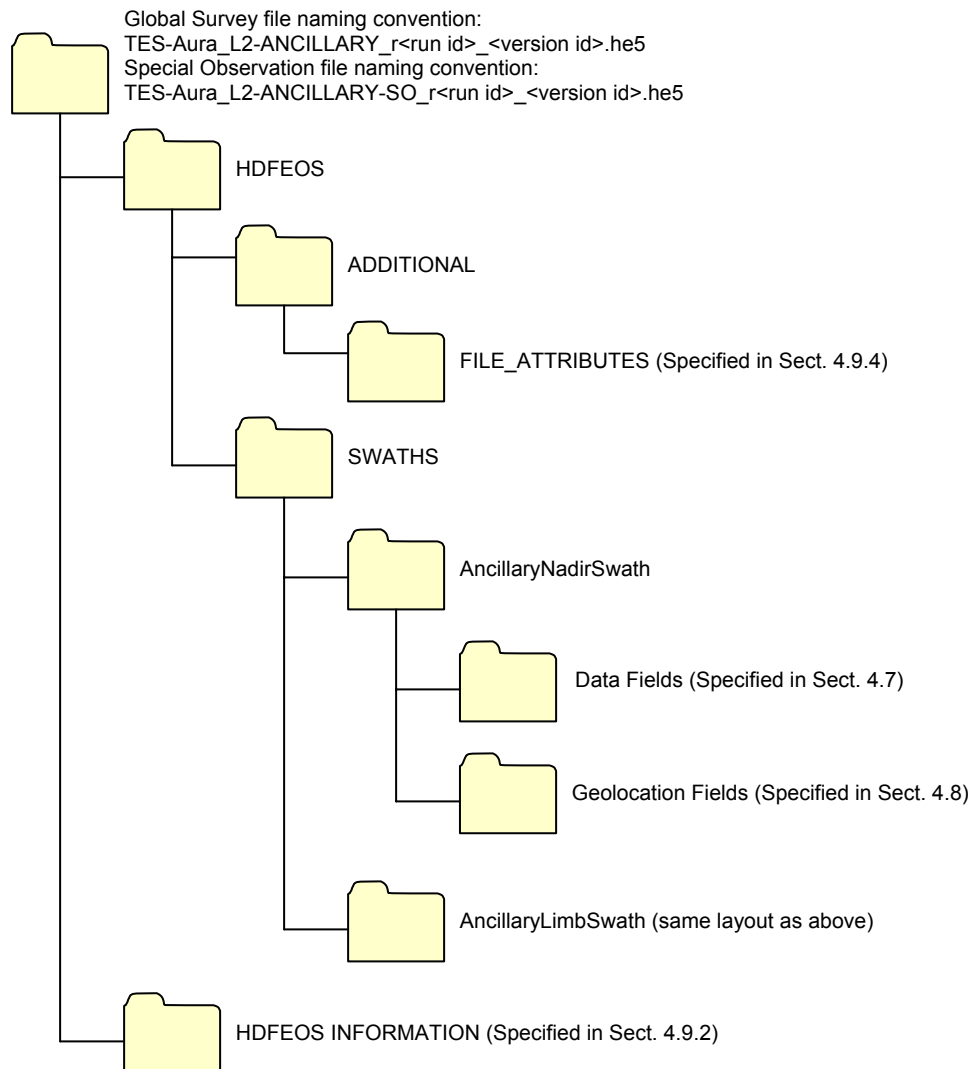 Global Survey file naming convention:
TES-Aura_L2-ANCILLARY_r<run id>_<version id>.he5
Special Observation file naming convention:
TES-Aura_L2-ANCILLARY-SO_r<run id>_<version id>.he5
HDFEOS
ADDITIONAL
FILE_ATTRIBUTES (Specified in Sect. 4.9.4)
SWATHS
AncillaryNadirSwath
Data Fields (Specified in Sect. 4.7)
Geolocation Fields (Specified in Sect. 4.8)
AncillaryLimbSwath (same layout as above)
HDFEOS INFORMATION (Specified in Sect. 4.9.2)